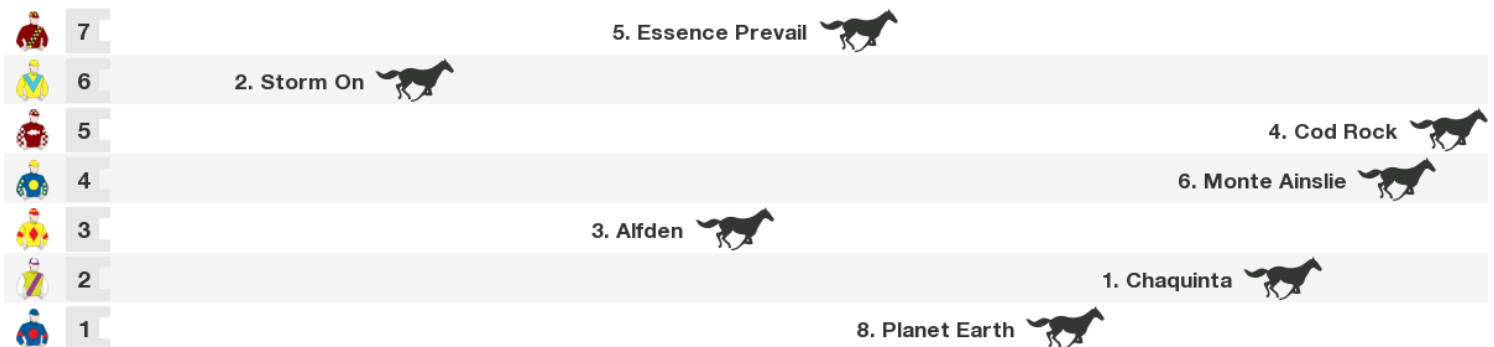 7 5. Essence Prevail
6 2. Storm On
5 4. Cod Rock
4 6. Monte Ainslie
3 3. Alfden
2 1. Chaquinta
1 8. Planet Earth